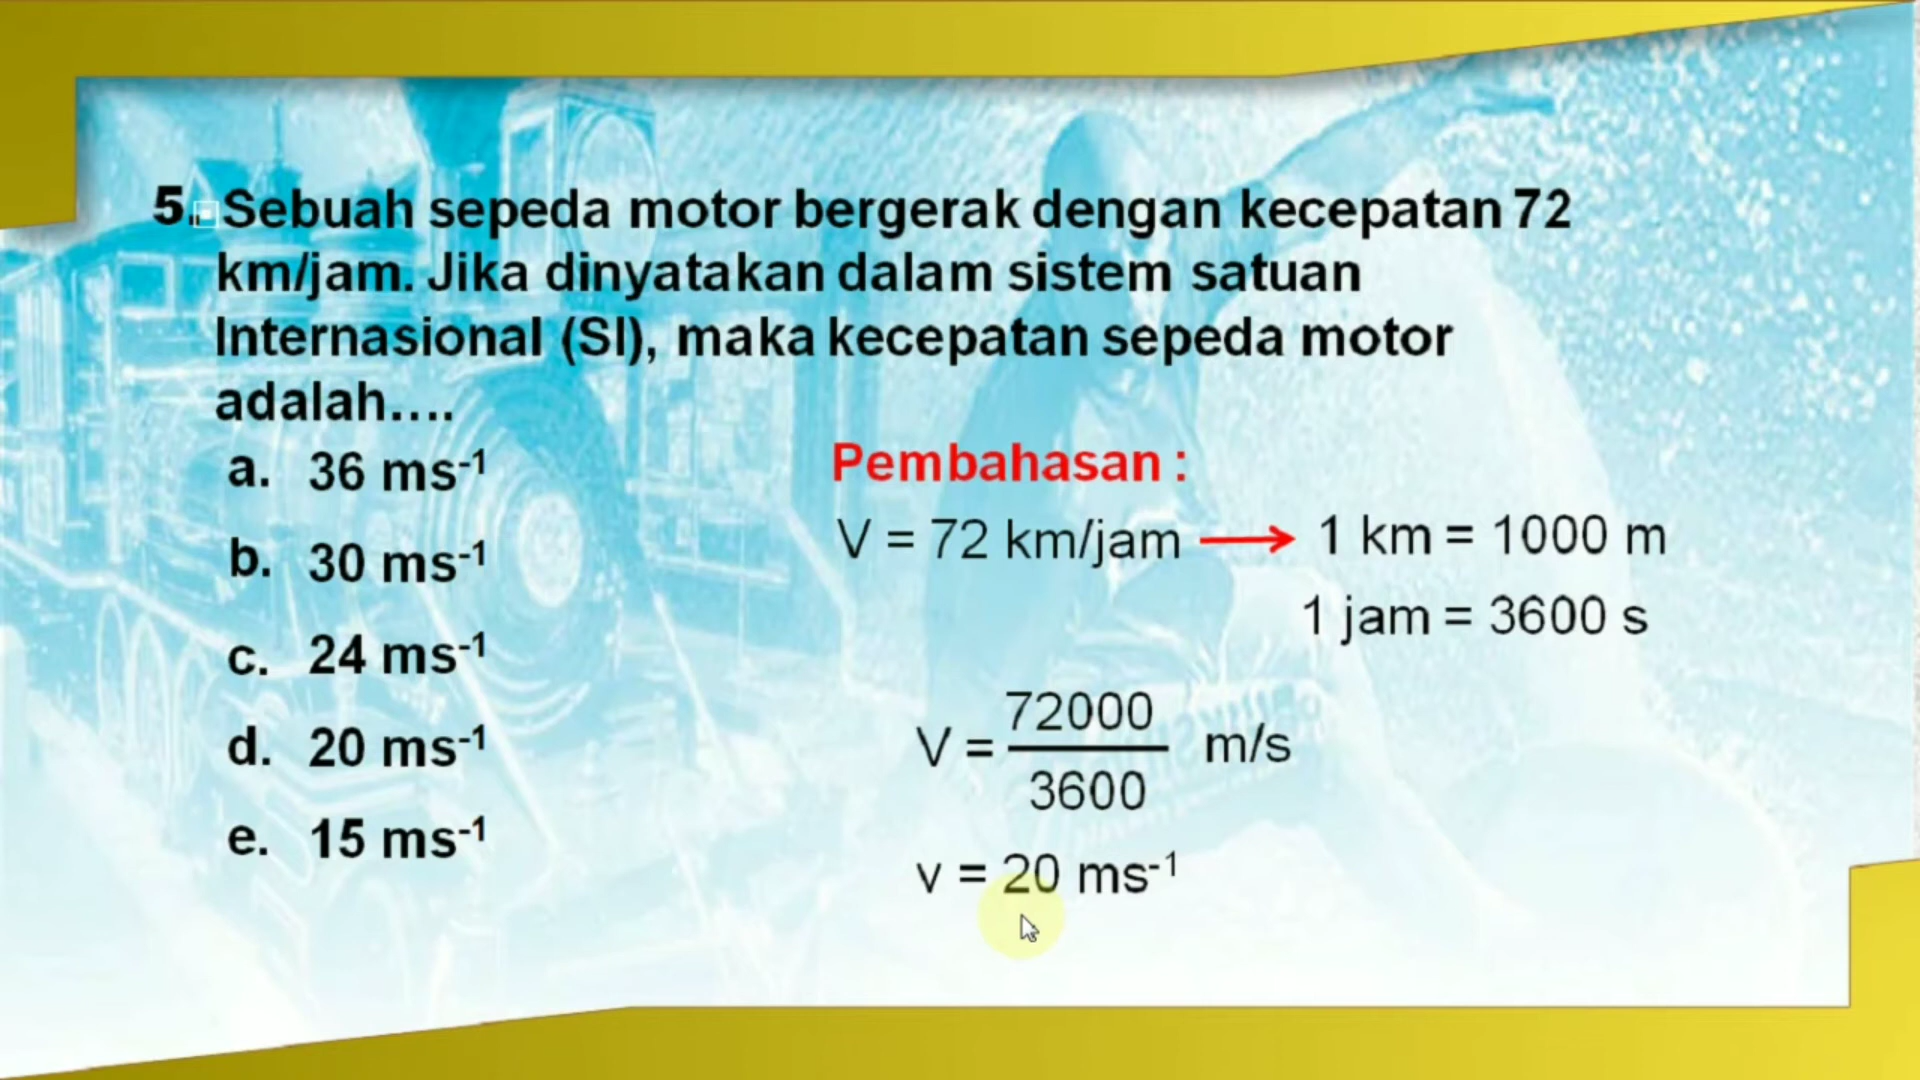 5. Sebuah sepeda motor bergerak dengan kecepatan 72
km/jam. Jika dinyatakan dalam sistem satuan
Internasional (SI), maka kecepatan sepeda motor
adalah....
a. 36 ms⁻¹
b. 30 ms⁻¹
c. 24 ms⁻¹
d. 20 ms⁻¹
e. 15 ms⁻¹
Pembahasan :
V = 72 km/jam → 1 km = 1000 m
1 jam = 3600 s
V = 72000/3600 m/s
v = 20 ms⁻¹